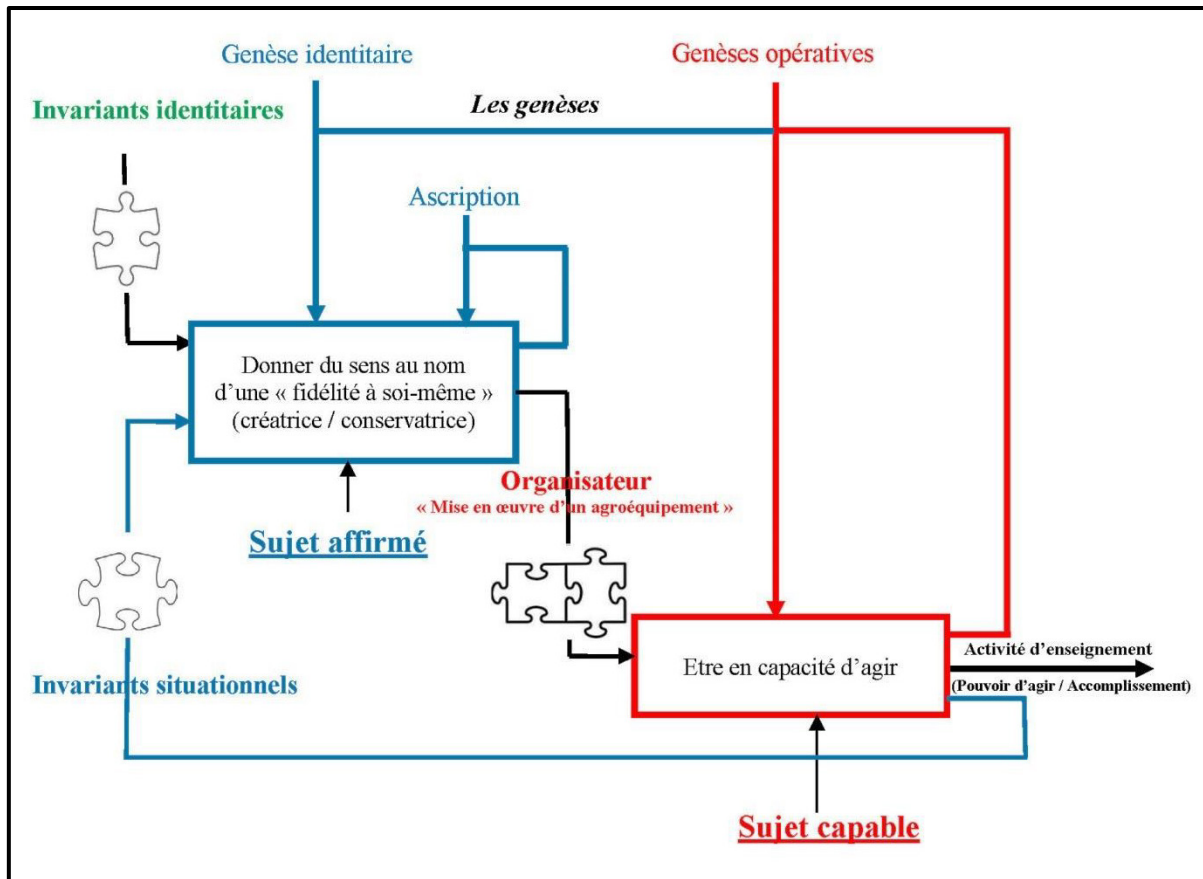 Genèse identitaire
Genèses opératives
Invariants identitaires
Les genèses
Ascription
Donner du sens au nom
d’une « fidélité à soi-même »
(créatrice / conservatrice)
Organisateur
« Mise en œuvre d’un agroéquipement »
Sujet affirmé
Etre en capacité d’agir
Activité d’enseignement
(Pouvoir d’agir / Accomplissement)
Invariants situationnels
Sujet capable